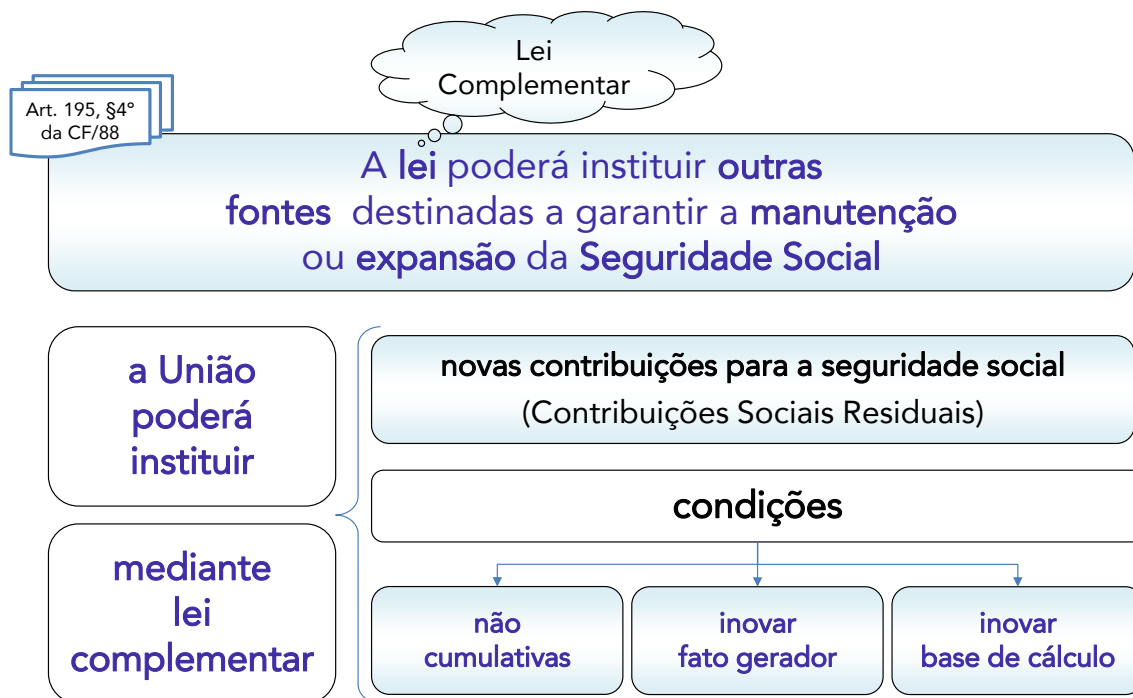 Lei
Complementar
Art. 195, §4º
da CF/88
A lei poderá instituir outras
fontes destinadas a garantir a manutenção
ou expansão da Seguridade Social
a União
poderá
instituir
mediante
lei
complementar
novas contribuições para a seguridade social
(Contribuições Sociais Residuais)
condições
não
cumulativas
inovar
fato gerador
inovar
base de cálculo